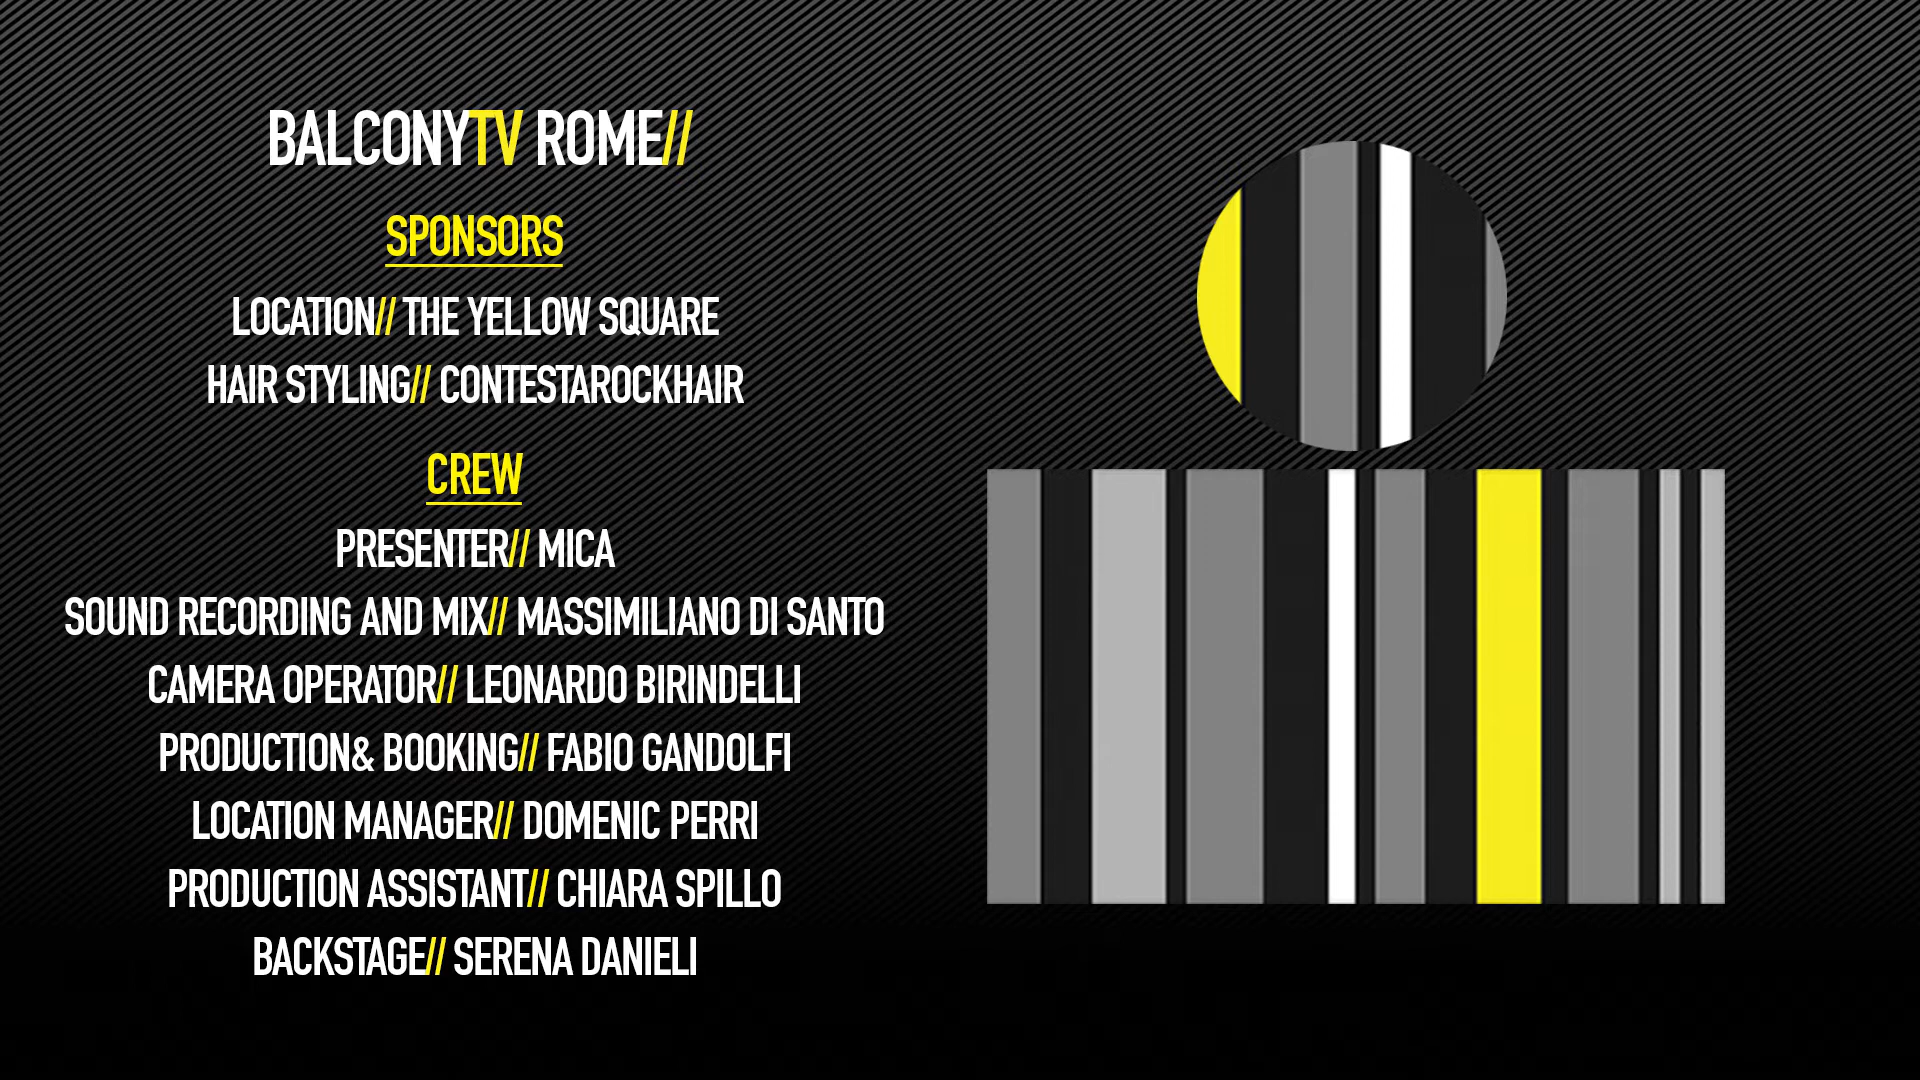 BALCONYTV ROME//
SPONSORS
LOCATION// THE YELLOW SQUARE
HAIR STYLING// CONTESTAROCKHAIR
CREW
PRESENTER// MICA
SOUND RECORDING AND MIX// MASSIMILIANO DI SANTO
CAMERA OPERATOR// LEONARDO BIRINDELLI
PRODUCTION& BOOKING// FABIO GANDOLFI
LOCATION MANAGER// DOMENIC PERRI
PRODUCTION ASSISTANT// CHIARA SPILLO
BACKSTAGE// SERENA DANIELI